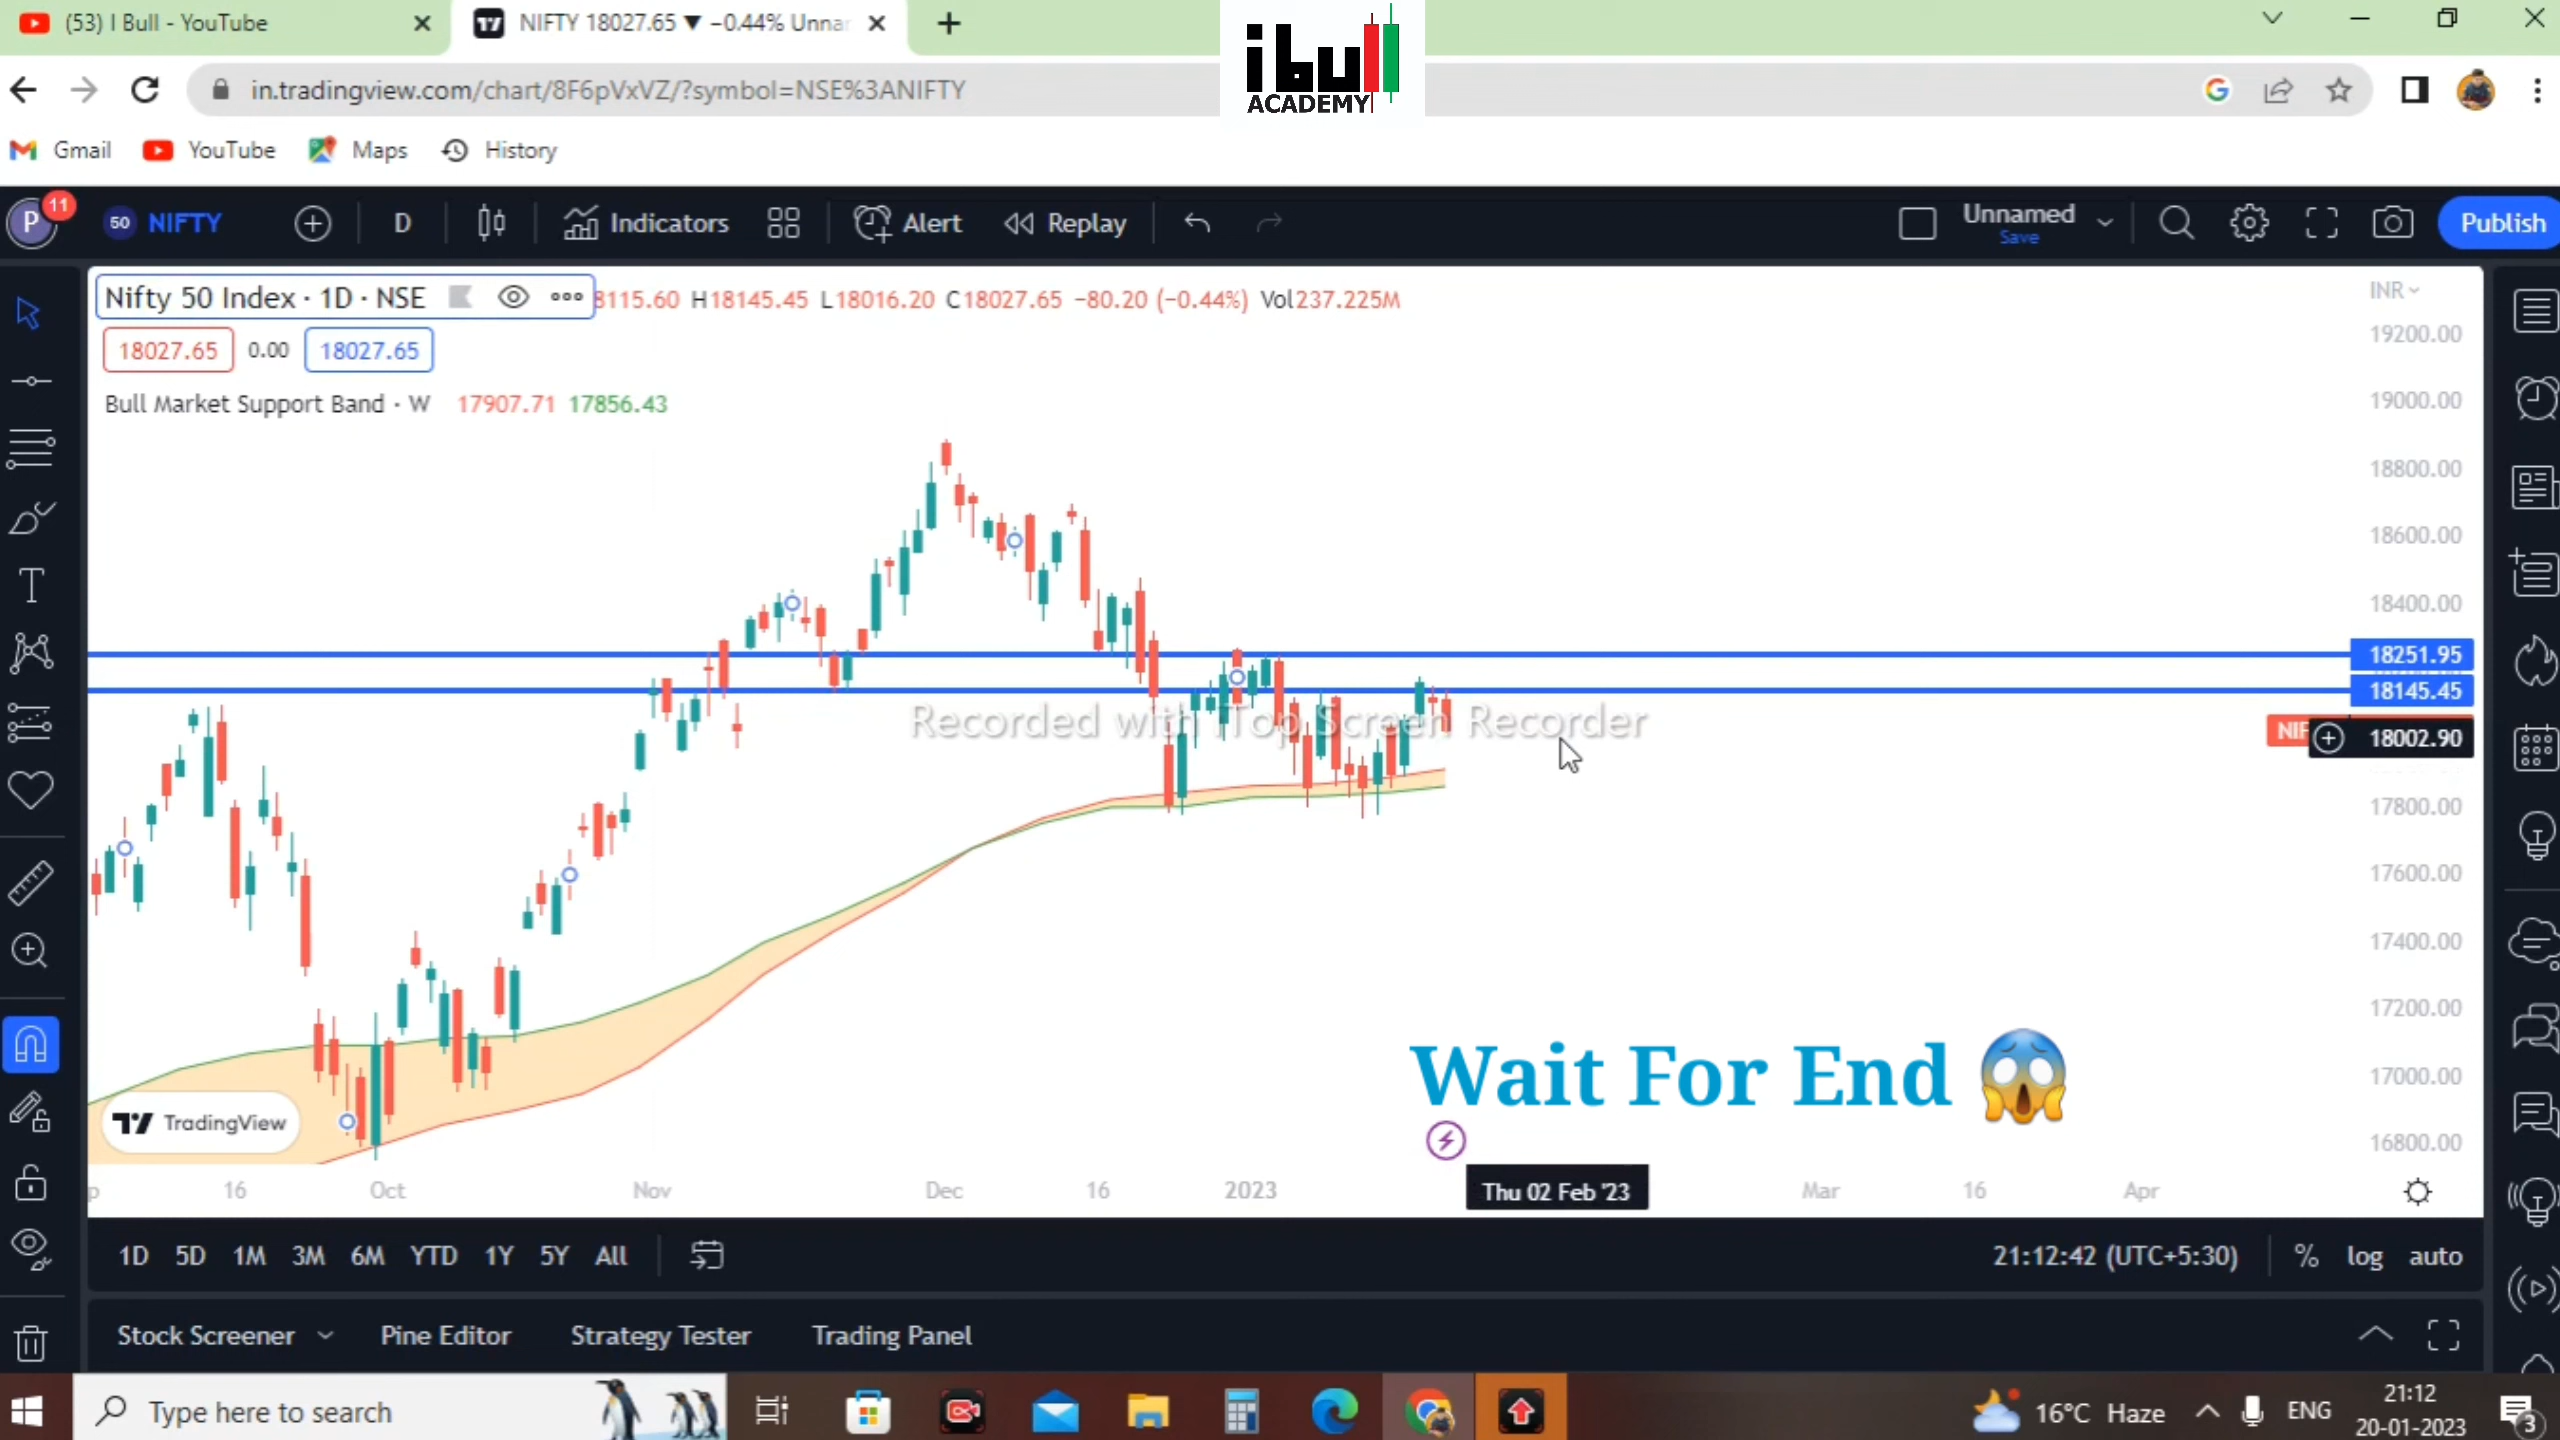 (53) I Bull - YouTube
NIFTY 18027.65 ▼ −0.44% Unnar
ibull
ACADEMY
in.tradingview.com/chart/8F6pVxVZ/?symbol=NSE%3ANIFTY
Gmail YouTube Maps History
P 11 50 NIFTY D Indicators Alert Replay Unnamed Save Publish
Nifty 50 Index · 1D · NSE 8115.60 H18145.45 L18016.20 C18027.65 −80.20 (−0.44%) Vol237.225M
INR
18027.65 0.00 18027.65
Bull Market Support Band · W 17907.71 17856.43
19200.00
19000.00
18800.00
18600.00
18400.00
18251.95
18145.45
NIF 18002.90
17800.00
17600.00
17400.00
17200.00
17000.00
16800.00
Recorded with iTop Screen Recorder
Wait For End
TradingView
p 16 Oct Nov Dec 16 2023 Thu 02 Feb '23 Mar 16 Apr
1D 5D 1M 3M 6M YTD 1Y 5Y All 21:12:42 (UTC+5:30) % log auto
Stock Screener Pine Editor Strategy Tester Trading Panel
Type here to search 16°C Haze ENG 21:12
20-01-2023 3